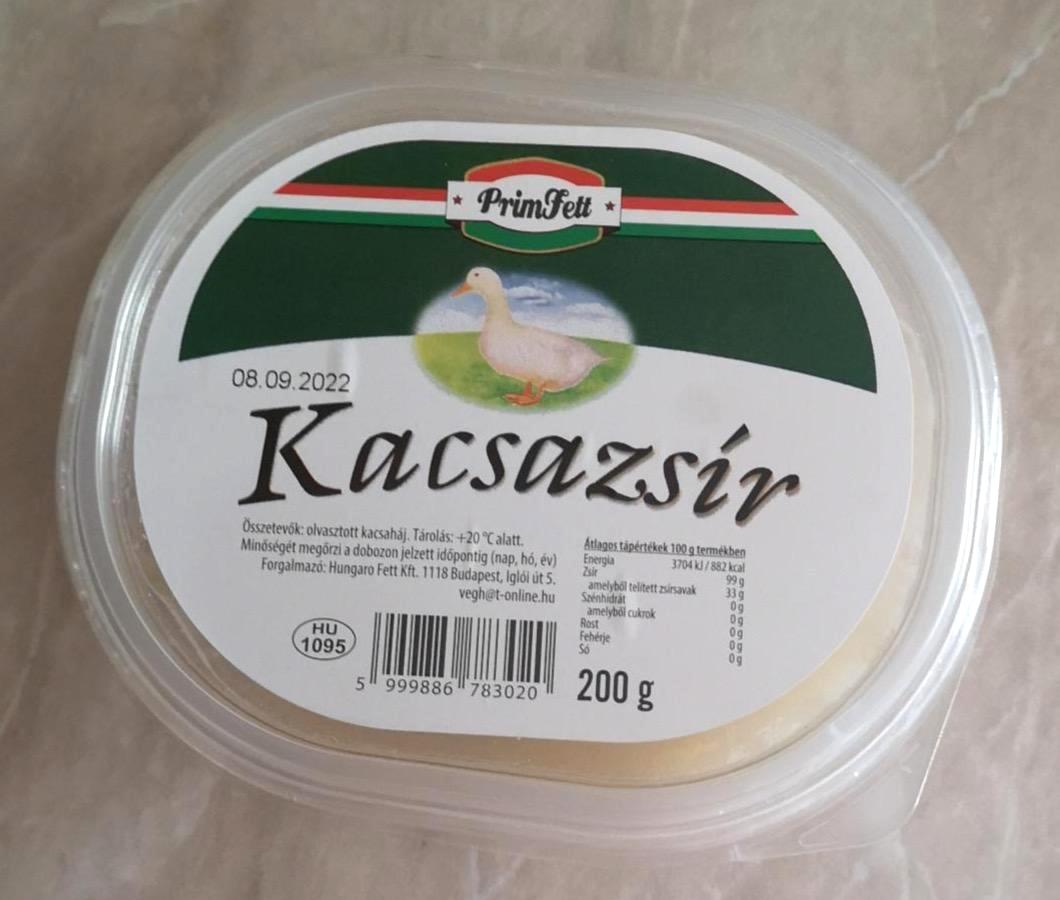 PrimFett
08.09.2022
Kacsazsír
Összetevők: olvasztott kacsaháj. Tárolás: +20 °C alatt.
Minőségét megőrzi a dobozon jelzett időpontig (nap, hó, év)
Forgalmazó: Hungaro Fett Kft. 1118 Budapest, Iglói út 5.
vegh@t-online.hu
HU
1095
5 999886 783020
Átlagos tápértékek 100 g termékben
Energia 3704 kJ / 882 kcal
Zsír 99 g
amelyből telített zsírsavak 33 g
Szénhidrát 0 g
amelyből cukrok 0 g
Rost 0 g
Fehérje 0 g
Só 0 g
200 g